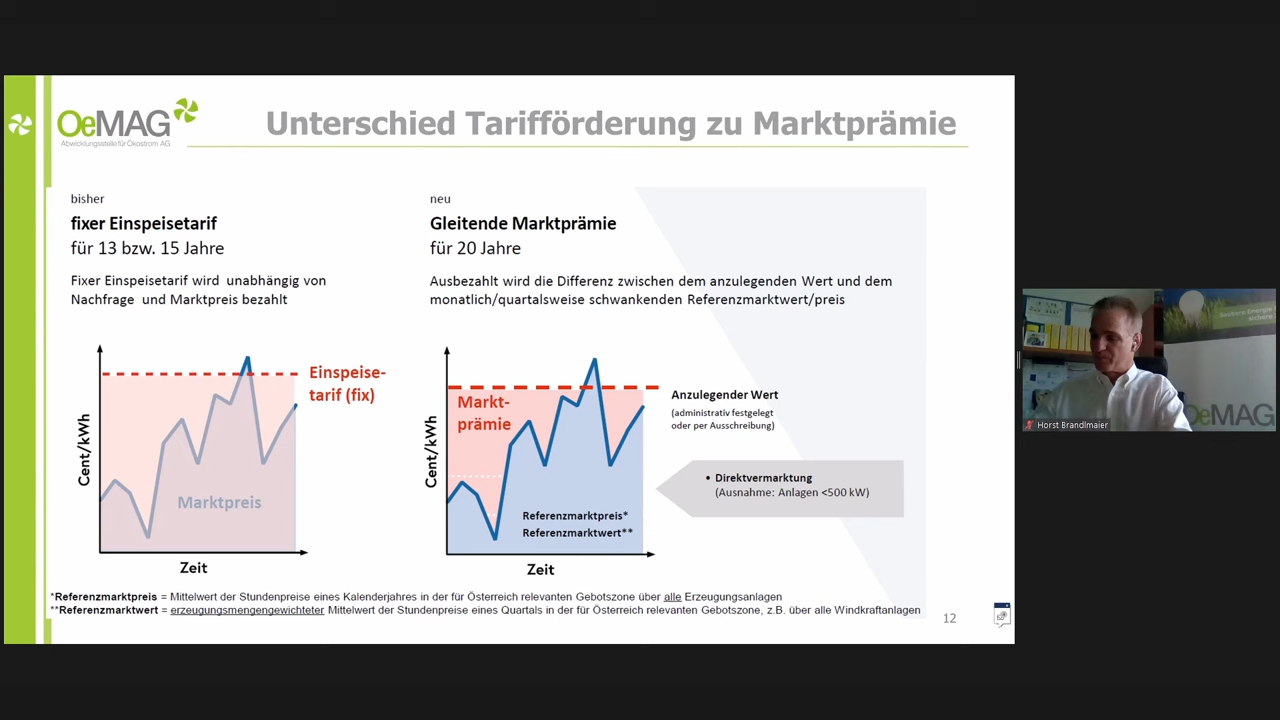 OeMAG
Abwicklungsstelle für Ökostrom AG
Unterschied Tarifförderung zu Marktprämie
bisher
fixer Einspeisetarif
für 13 bzw. 15 Jahre
Fixer Einspeisetarif wird unabhängig von
Nachfrage und Marktpreis bezahlt
Cent/kWh
Einspeise-
tarif (fix)
Marktpreis
Zeit
neu
Gleitende Marktprämie
für 20 Jahre
Ausbezahlt wird die Differenz zwischen dem anzulegenden Wert und dem
monatlich/quartalsweise schwankenden Referenzmarktwert/preis
Cent/kWh
Markt-
prämie
Referenzmarktpreis*
Referenzmarktwert**
Zeit
Anzulegender Wert
(administrativ festgelegt
oder per Ausschreibung)
• Direktvermarktung
(Ausnahme: Anlagen <500 kW)
*Referenzmarktpreis = Mittelwert der Stundenpreise eines Kalenderjahres in der für Österreich relevanten Gebotszone über alle Erzeugungsanlagen
**Referenzmarktwert = erzeugungsmengengewichteter Mittelwert der Stundenpreise eines Quartals in der für Österreich relevanten Gebotszone, z.B. über alle Windkraftanlagen
12
Saubere Energie
sichern
OeMAG
Horst Brandlmaier